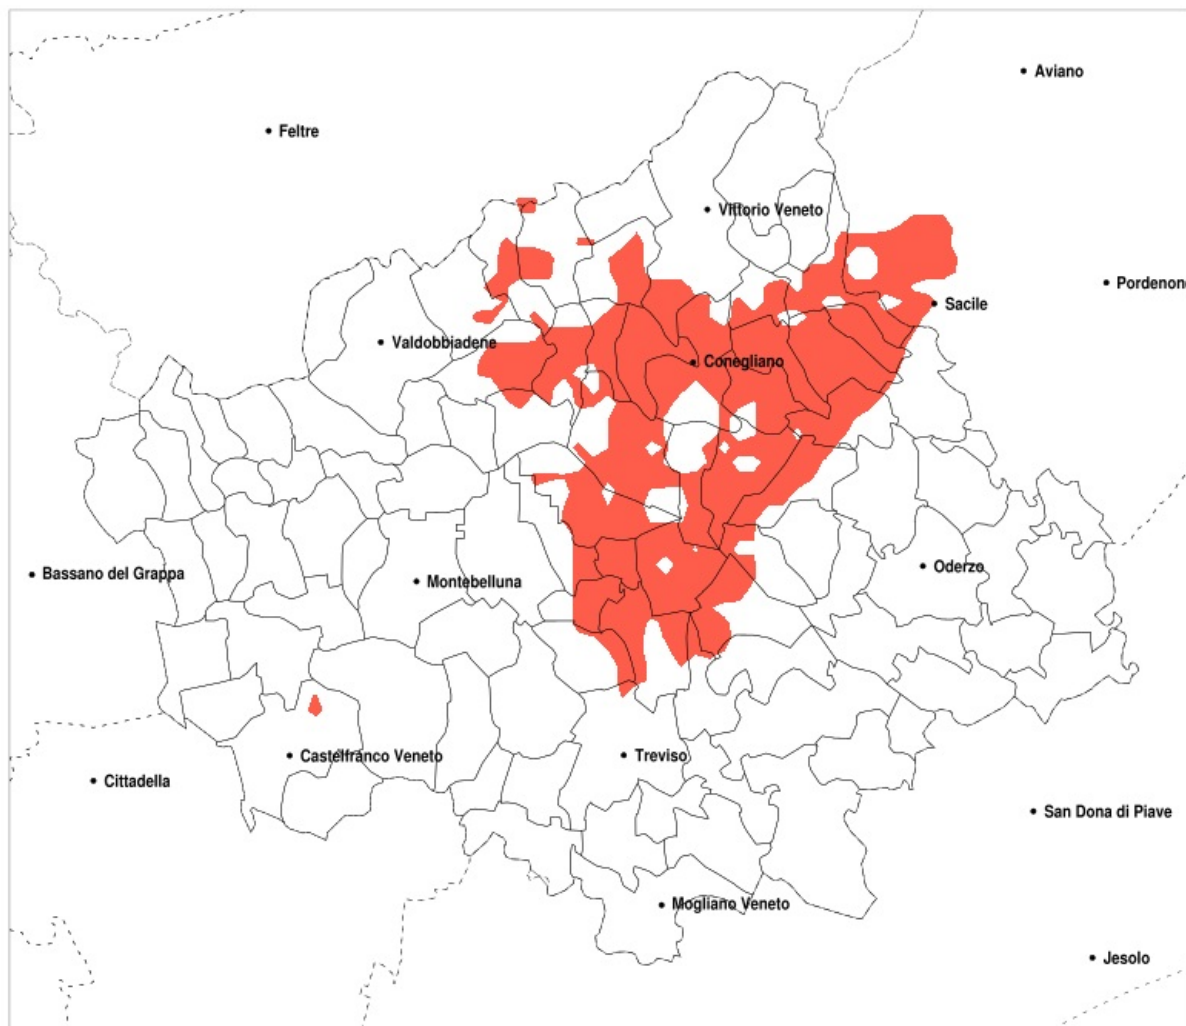 Aviano
Feltre
Vittorio Veneto
Pordenon
Sacile
Valdobbiadene
Conegliano
Bassano del Grappa
Montebelluna
Oderzo
Castelfranco Veneto
Treviso
Cittadella
San Dona di Piave
Mogliano Veneto
Jesolo